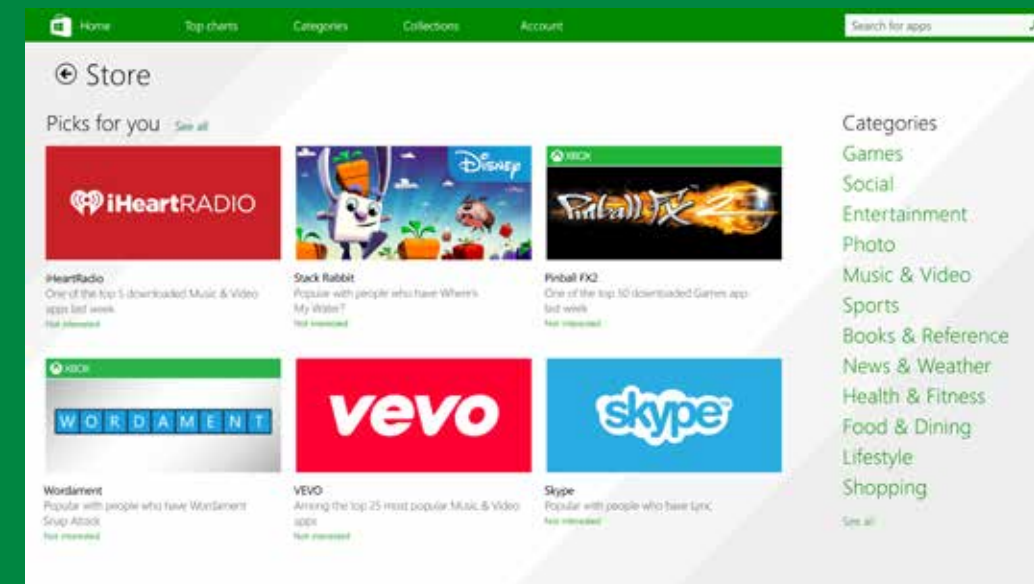 Home Top charts Categories Collections Account Search for apps
Store
Picks for you See all
iHeartRADIO
Disney
XBOX
Pinball FX 2
iHeartRadio
One of the top 5 downloaded Music & Video
apps last week
Not interested
Stack Rabbit
Popular with people who have Where's
My Water?
Not interested
Pinball FX2
One of the top 50 downloaded Games app
last week
Not interested
XBOX
WORDAMENT
vevo
skype
Wordament
Popular with people who have Wordament
Snap Attack
Not interested
VEVO
Among the top 25 most popular Music & Video
apps
Not interested
Skype
Popular with people who have Lync
Not interested
Categories
Games
Social
Entertainment
Photo
Music & Video
Sports
Books & Reference
News & Weather
Health & Fitness
Food & Dining
Lifestyle
Shopping
See all